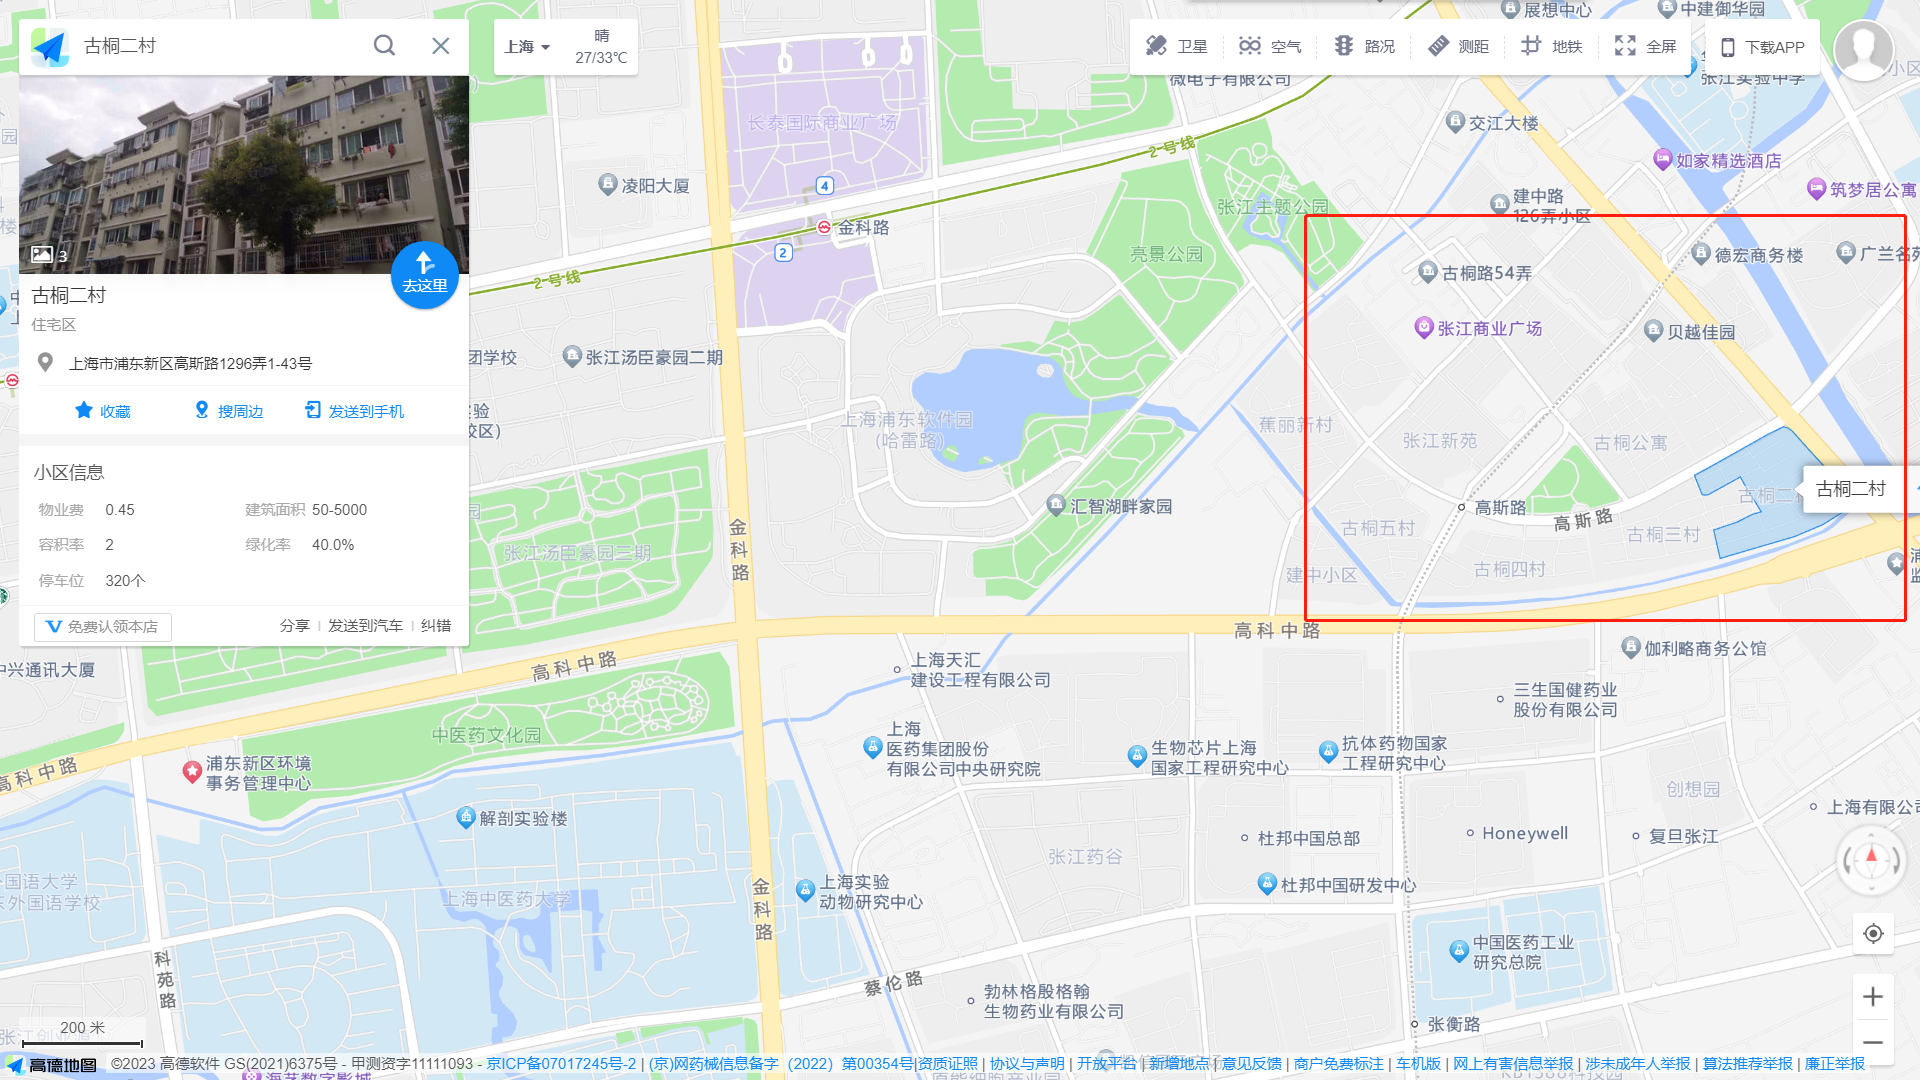 展想中心
中建御华园
古桐二村
上海
晴
27/33℃
卫星
空气
路况
测距
地铁
全屏
下载APP
微电子有限公司
张江实验中学
长泰国际商业广场
交江大楼
2号线
如家精选酒店
凌阳大厦
4
筑梦居公寓
建中路
126弄小区
张江主题公园
金科路
2
亮景公园
德宏商务楼
广兰名苑
3
去这里
2号线
古桐路54弄
古桐二村
住宅区
张江商业广场
贝越佳园
团学校
张江汤臣豪园二期
上海市浦东新区高斯路1296弄1-43号
收藏
搜周边
发送到手机
上海浦东软件园
(哈雷路)
蕉丽新村
张江新苑
古桐公寓
小区信息
物业费
0.45
建筑面积
50-5000
容积率
2
绿化率
40.0%
停车位
320个
古桐二村
汇智湖畔家园
高斯路
高斯路
古桐五村
古桐三村
张江汤臣豪园三期
金科路
建中小区
古桐四村
免费认领本店
分享
发送到汽车
纠错
高科中路
伽利略商务公馆
中兴通讯大厦
高科中路
上海天汇
建设工程有限公司
三生国健药业
股份有限公司
中医药文化园
上海
医药集团股份
有限公司中央研究院
生物芯片上海
国家工程研究中心
抗体药物国家
工程研究中心
高科中路
浦东新区环境
事务管理中心
创想园
上海有限公司
解剖实验楼
杜邦中国总部
Honeywell
复旦张江
张江药谷
杜邦中国研发中心
上海实验
动物研究中心
上海中医药大学
金科路
中国医药工业
研究总院
科苑路
蔡伦路
勃林格殷格翰
生物药业有限公司
张衡路
200 米
高德地图
©2023 高德软件 GS(2021)6375号 - 甲测资字11111093 - 京ICP备07017245号-2 | (京)网药械信息备字（2022）第00354号|资质证照 | 协议与声明 | 开放平台 | 新增地点 | 意见反馈 | 商户免费标注 | 车机版 | 网上有害信息举报 | 涉未成年人举报 | 算法推荐举报 | 廉正举报